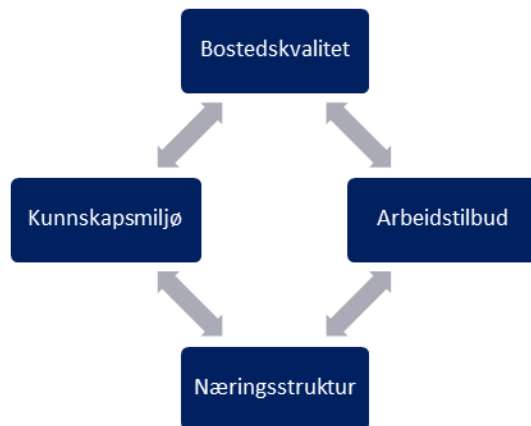 Bostedskvalitet
Kunnskapsmiljø
Arbeidstilbud
Næringsstruktur